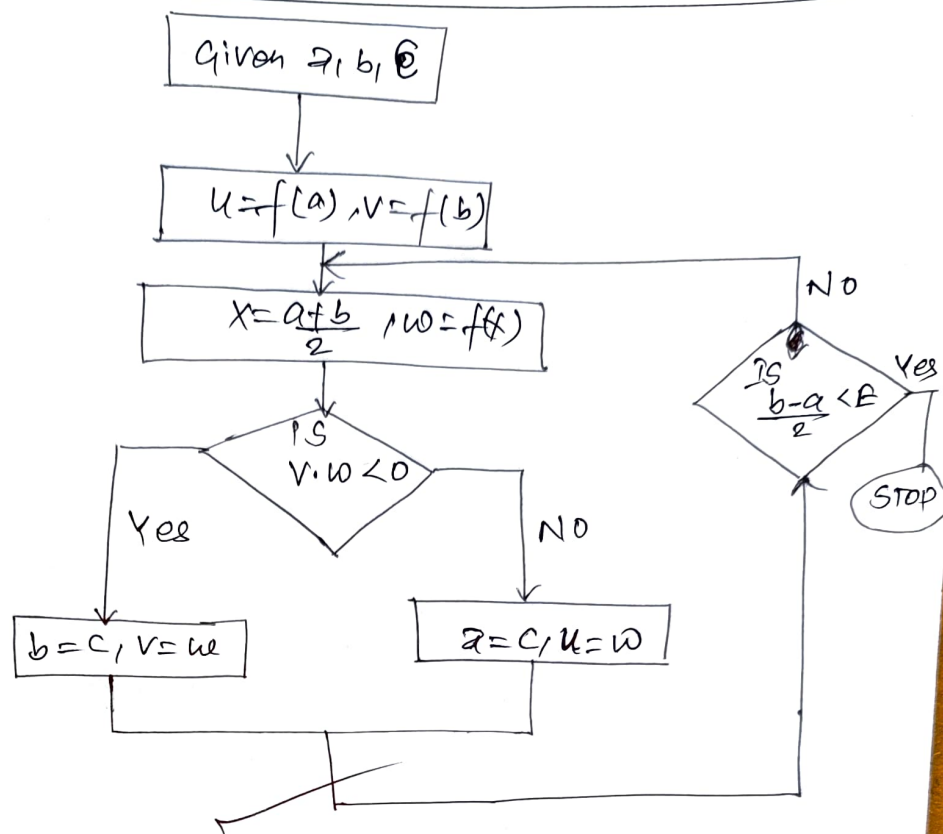 Given a, b, E
u=f(a), v=f(b)
x=a+b/2, w=f(x)
NO
IS
b-a/2 <E
Yes
STOP
IS
v.w<0
Yes
NO
b=c, v=w
a=c, u=w